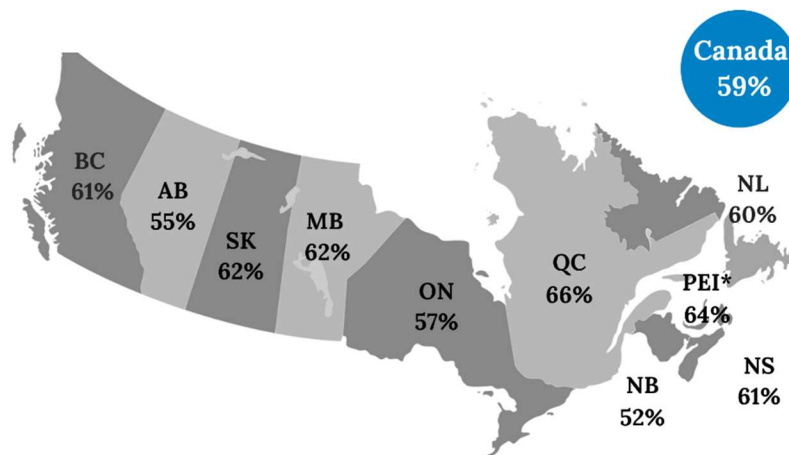 Canada
59%
BC
61%
AB
55%
SK
62%
MB
62%
ON
57%
QC
66%
NL
60%
PEI*
64%
NB
52%
NS
61%